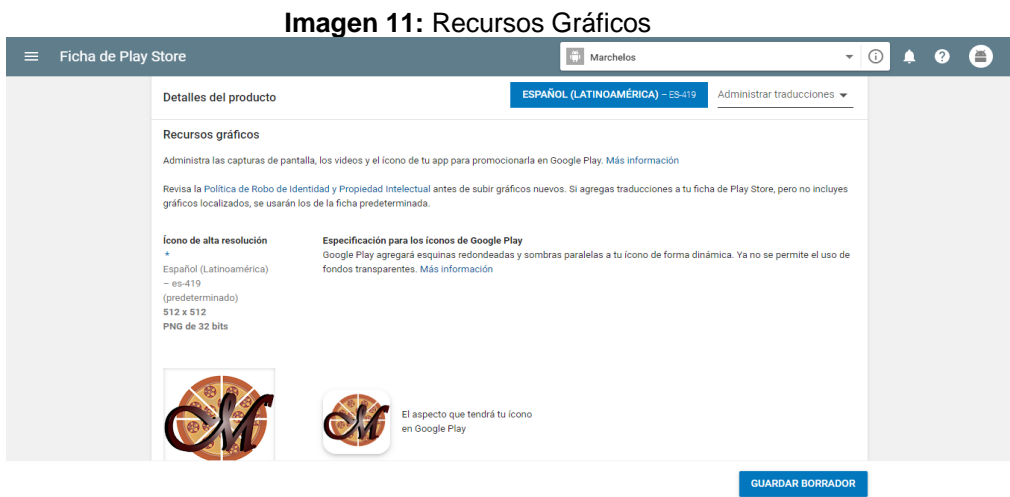 Imagen 11: Recursos Gráficos
Ficha de Play Store
Marchelos
Detalles del producto
ESPAÑOL (LATINOAMÉRICA) – ES-419
Administrar traducciones
Recursos gráficos
Administra las capturas de pantalla, los videos y el ícono de tu app para promocionarla en Google Play. Más información
Revisa la Política de Robo de Identidad y Propiedad Intelectual antes de subir gráficos nuevos. Si agregas traducciones a tu ficha de Play Store, pero no incluyes
gráficos localizados, se usarán los de la ficha predeterminada.
Ícono de alta resolución
*
Español (Latinoamérica)
– es-419
(predeterminado)
512 x 512
PNG de 32 bits
Especificación para los íconos de Google Play
Google Play agregará esquinas redondeadas y sombras paralelas a tu ícono de forma dinámica. Ya no se permite el uso de
fondos transparentes. Más información
M
M
El aspecto que tendrá tu ícono
en Google Play
GUARDAR BORRADOR